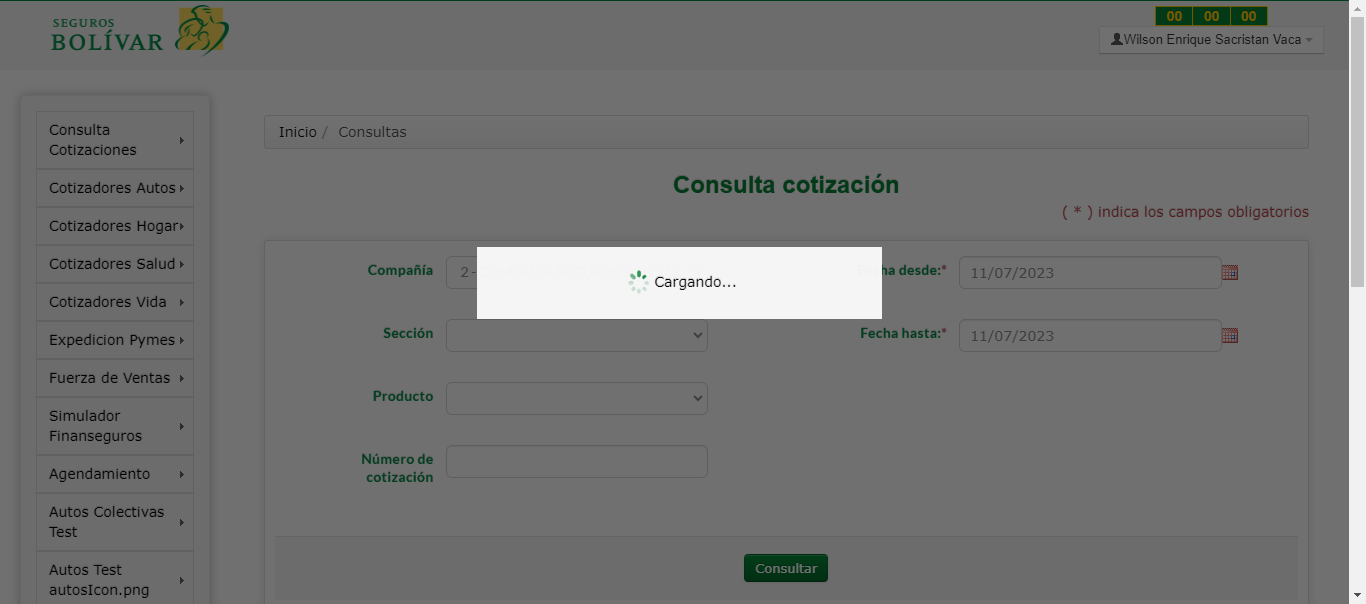 SEGUROS
BOLÍVAR
00 00 00
Wilson Enrique Sacristan Vaca
Consulta
Cotizaciones
Cotizadores Autos
Cotizadores Hogar
Cotizadores Salud
Cotizadores Vida
Expedicion Pymes
Fuerza de Ventas
Simulador
Finanseguros
Agendamiento
Autos Colectivas
Test
Autos Test
autosIcon.png
Inicio / Consultas
Consulta cotización
( * ) indica los campos obligatorios
Compañía
2 -
Fecha desde:*
11/07/2023
Cargando...
Sección
Fecha hasta:*
11/07/2023
Producto
Número de
cotización
Consultar